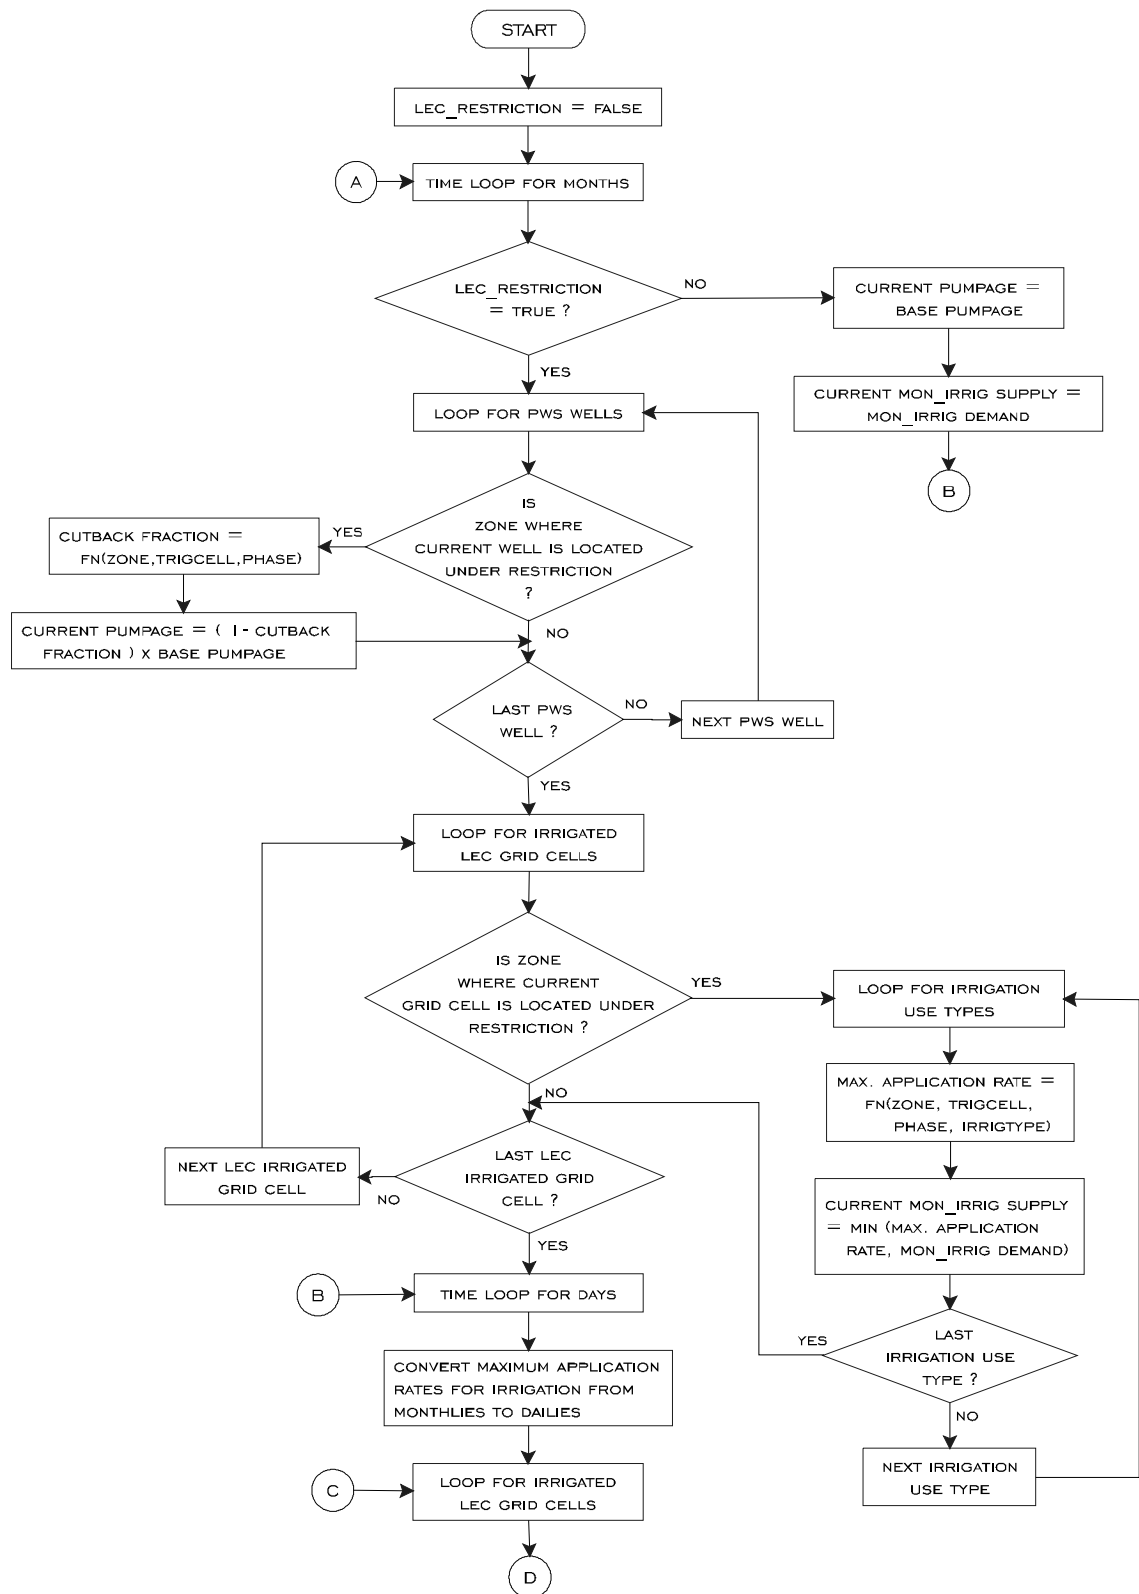 START
LEC_RESTRICTION = FALSE
A
TIME LOOP FOR MONTHS
LEC_RESTRICTION
= TRUE ?
NO
CURRENT PUMPAGE =
BASE PUMPAGE
CURRENT MON_IRRIG SUPPLY =
MON_IRRIG DEMAND
B
YES
LOOP FOR PWS WELLS
IS
ZONE WHERE
CURRENT WELL IS LOCATED
UNDER RESTRICTION
?
YES
CUTBACK FRACTION =
FN(ZONE,TRIGCELL,PHASE)
CURRENT PUMPAGE = ( 1 - CUTBACK
FRACTION ) X BASE PUMPAGE
NO
LAST PWS
WELL ?
NO
NEXT PWS WELL
YES
LOOP FOR IRRIGATED
LEC GRID CELLS
IS ZONE
WHERE CURRENT
GRID CELL IS LOCATED UNDER
RESTRICTION ?
YES
LOOP FOR IRRIGATION
USE TYPES
MAX. APPLICATION RATE =
FN(ZONE, TRIGCELL,
PHASE, IRRIGTYPE)
CURRENT MON_IRRIG SUPPLY
= MIN (MAX. APPLICATION
RATE, MON_IRRIG DEMAND)
LAST
IRRIGATION USE
TYPE ?
YES
NO
NEXT IRRIGATION
USE TYPE
NO
LAST LEC
IRRIGATED GRID
CELL ?
NO
NEXT LEC IRRIGATED
GRID CELL
YES
B
TIME LOOP FOR DAYS
CONVERT MAXIMUM APPLICATION
RATES FOR IRRIGATION FROM
MONTHLIES TO DAILIES
C
LOOP FOR IRRIGATED
LEC GRID CELLS
D